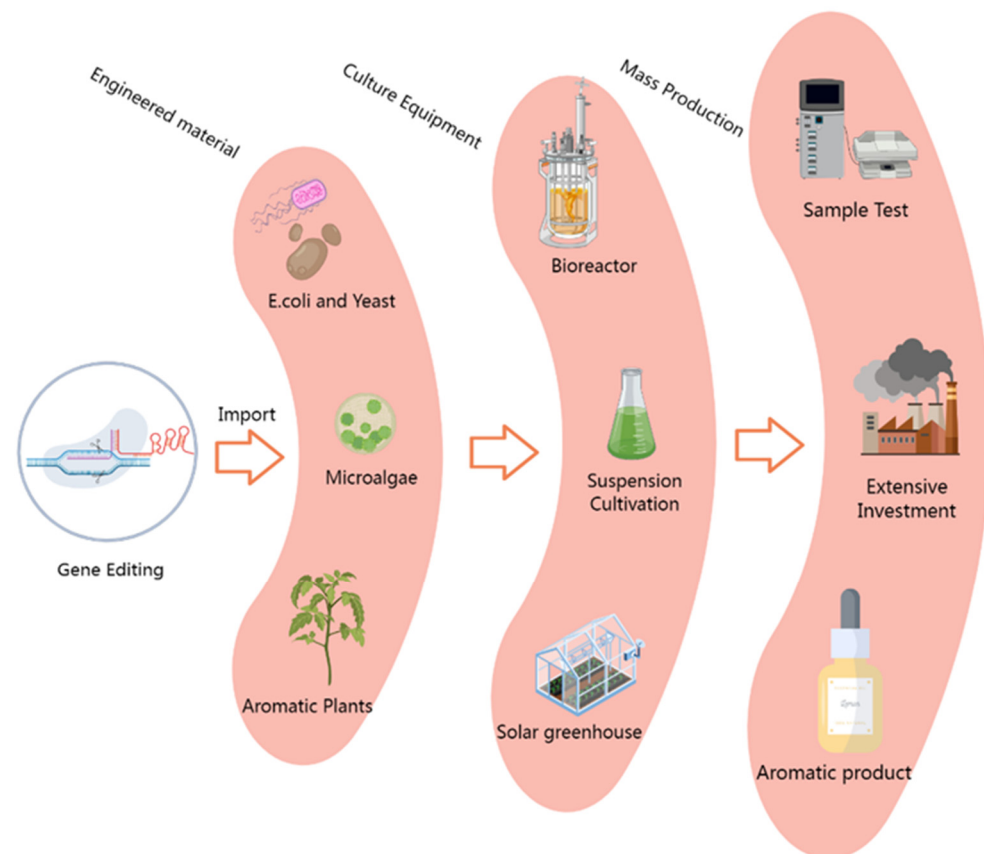 Engineered material
Culture Equipment
Mass Production
Gene Editing
Import
E.coli and Yeast
Microalgae
Aromatic Plants
Bioreactor
Suspension
Cultivation
Solar greenhouse
Sample Test
Extensive
Investment
Aromatic product